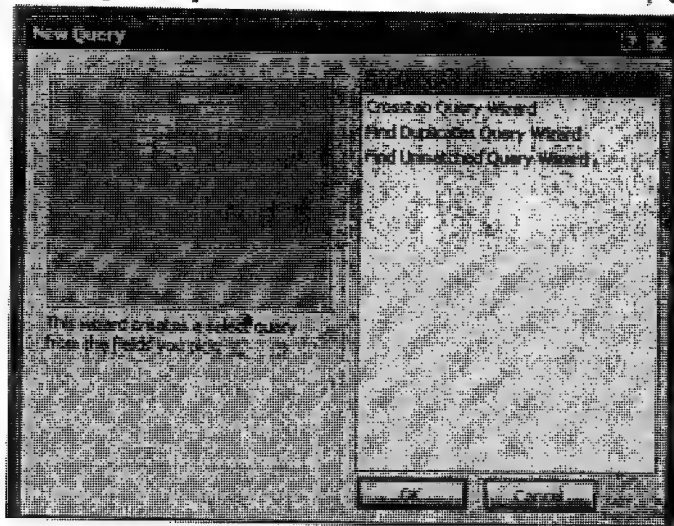 New Query
Crosstab Query Wizard
Find Duplicates Query Wizard
Find Unmatched Query Wizard
This wizard creates a select query
from the fields you pick.
OK
Cancel